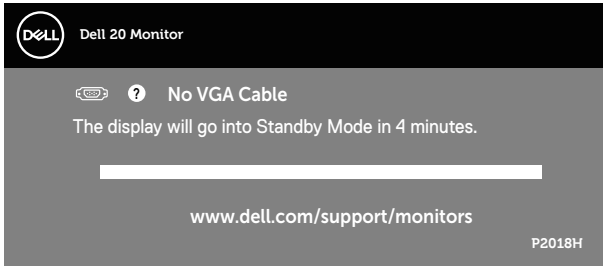 DELL
Dell 20 Monitor
? No VGA Cable
The display will go into Standby Mode in 4 minutes.
www.dell.com/support/monitors
P2018H